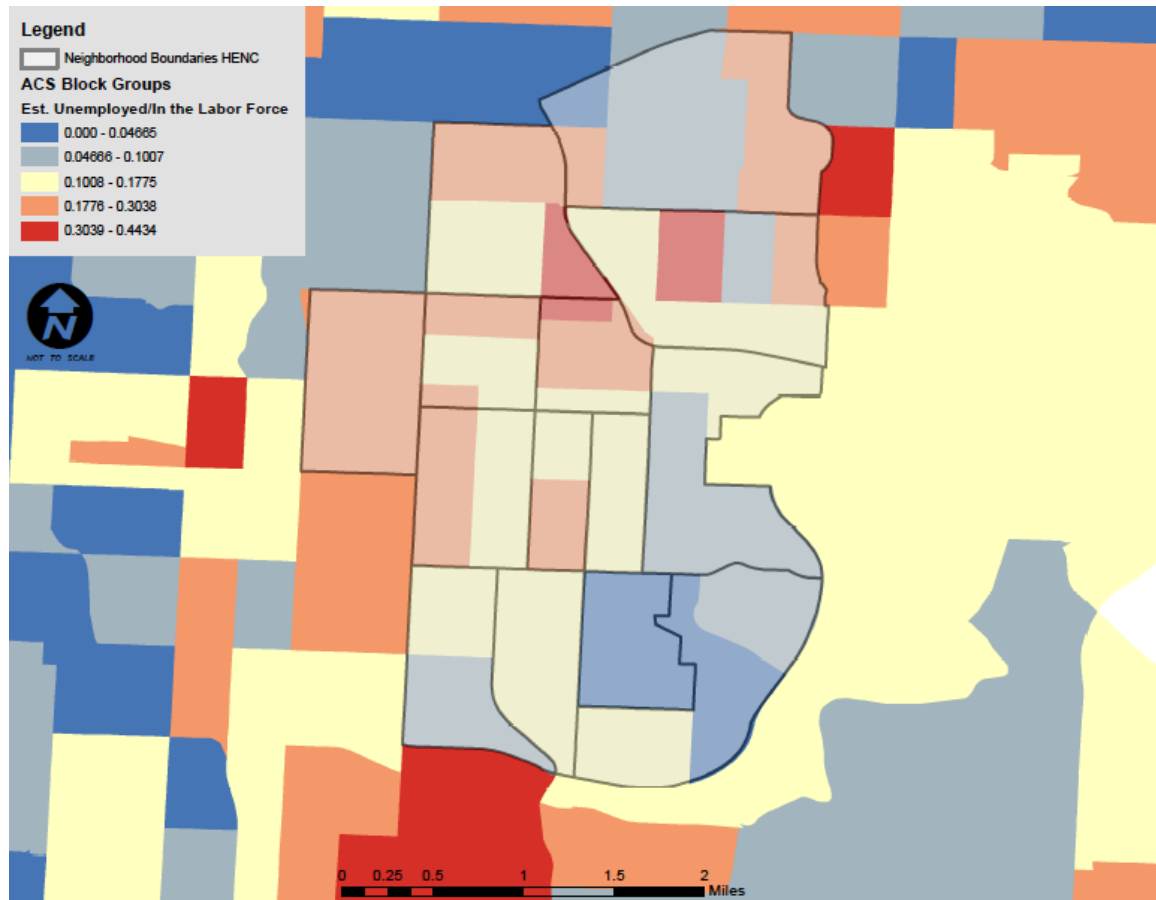 Legend
Neighborhood Boundaries HENC
ACS Block Groups
Est. Unemployed/In the Labor Force
0.000 - 0.04665
0.04666 - 0.1007
0.1008 - 0.1775
0.1776 - 0.3038
0.3039 - 0.4434
N
NOT TO SCALE
0 0.25 0.5 1 1.5 2
Miles